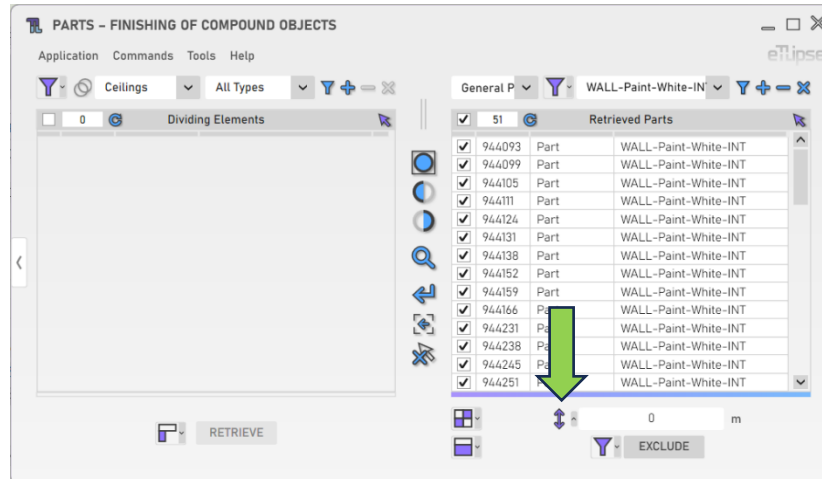 PARTS – FINISHING OF COMPOUND OBJECTS
Application Commands Tools Help
eTLipse
Ceilings All Types
General P WALL-Paint-White-IN
0 Dividing Elements
51 Retrieved Parts
944093 Part WALL-Paint-White-INT
944099 Part WALL-Paint-White-INT
944105 Part WALL-Paint-White-INT
944111 Part WALL-Paint-White-INT
944124 Part WALL-Paint-White-INT
944131 Part WALL-Paint-White-INT
944138 Part WALL-Paint-White-INT
944152 Part WALL-Paint-White-INT
944159 Part WALL-Paint-White-INT
944166 Pa WALL-Paint-White-INT
944231 Pa WALL-Paint-White-INT
944238 Pa WALL-Paint-White-INT
944245 Pa WALL-Paint-White-INT
944251 WALL-Paint-White-INT
0 m
RETRIEVE
EXCLUDE